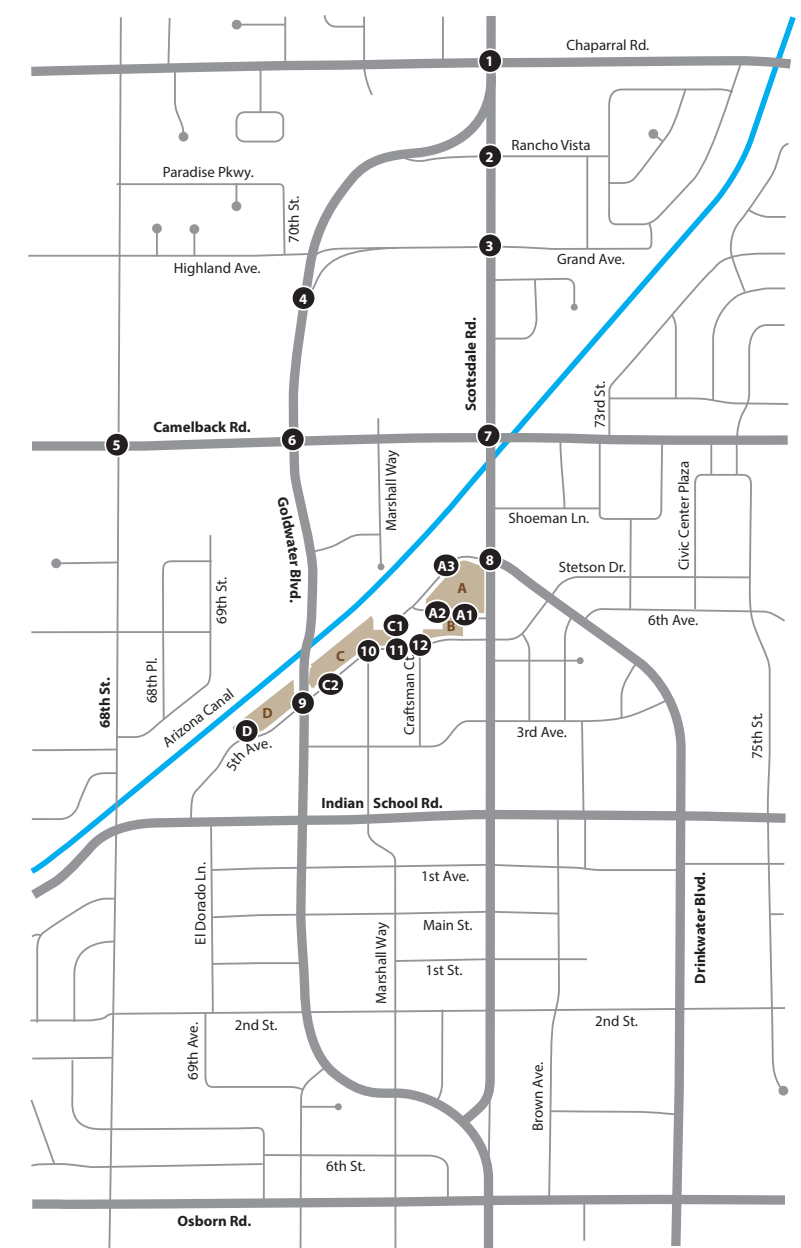 Chaparral Rd.
1
Rancho Vista
2
Paradise Pkwy.
70th St.
3
Highland Ave.
Grand Ave.
4
Scottsdale Rd.
73rd St.
Camelback Rd.
5
6
7
Marshall Way
Goldwater Blvd.
Shoeman Ln.
Civic Center Plaza
8
A3
Stetson Dr.
A
69th St.
A2
A1
6th Ave.
B
C1
12
10
11
C
68th Pl.
C2
Craftsman Ct.
68th St.
9
D
Arizona Canal
D
5th Ave.
3rd Ave.
75th St.
Indian School Rd.
1st Ave.
El Dorado Ln.
Main St.
Drinkwater Blvd.
Marshall Way
1st St.
2nd St.
2nd St.
69th Ave.
Brown Ave.
6th St.
Osborn Rd.